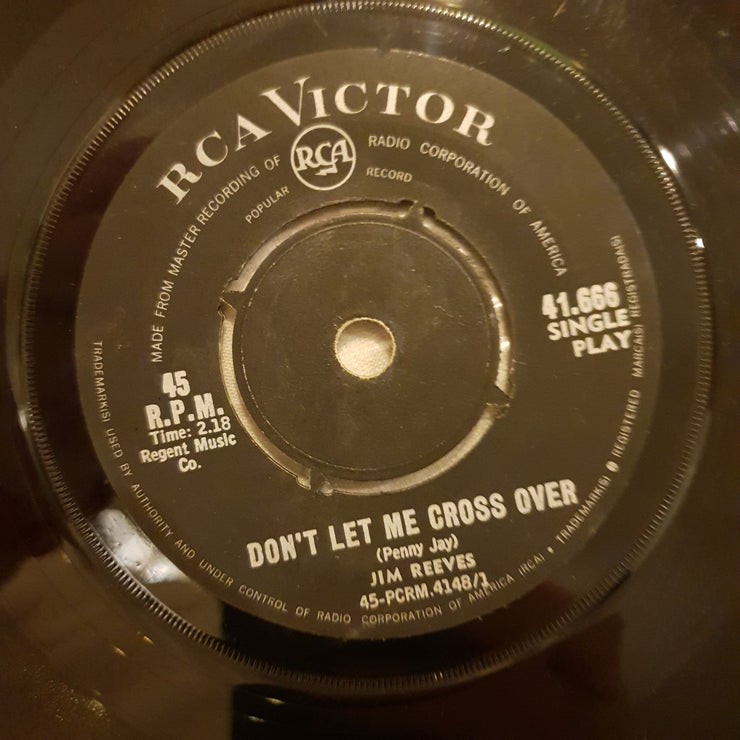 RCA VICTOR
RCA
MADE FROM MASTER RECORDING OF RADIO CORPORATION OF AMERICA
POPULAR RECORD
41.666
SINGLE
PLAY
45
R.P.M.
Time: 2.18
Regent Music
Co.
DON'T LET ME CROSS OVER
(Penny Jay)
JIM REEVES
45-PCRM.4148/1
TRADEMARK(S) USED BY AUTHORITY AND UNDER CONTROL OF RADIO CORPORATION OF AMERICA (RCA) • TRADEMARK(S) ® REGISTERED MARCA(S) REGISTRADA(S)